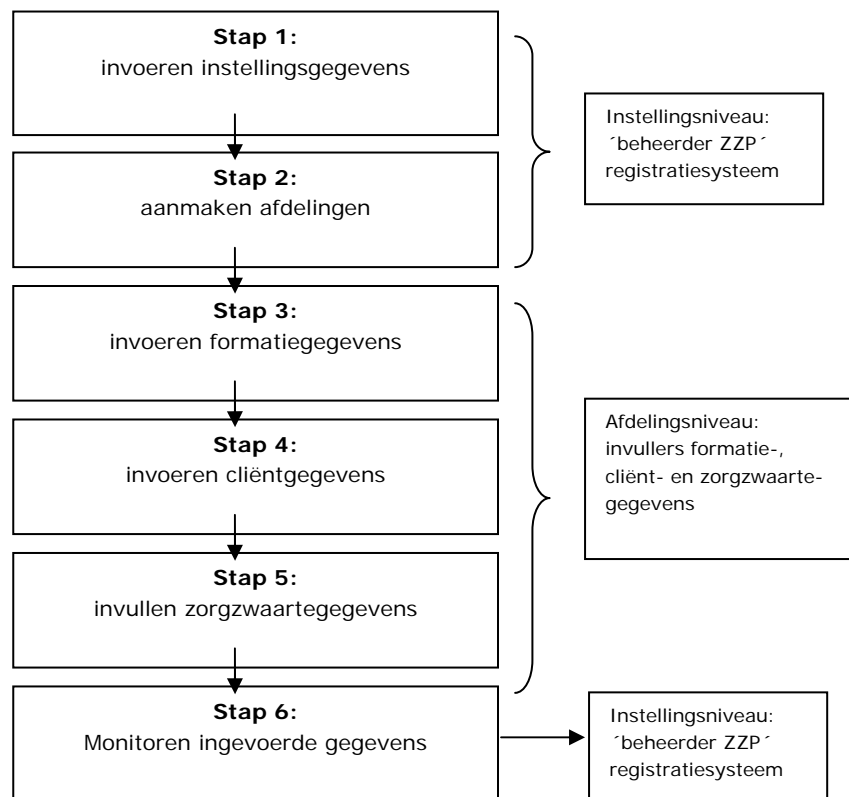 Stap 1:
invoeren instellingsgegevens
Stap 2:
aanmaken afdelingen
Instellingsniveau:
´beheerder ZZP´
registratiesysteem
Stap 3:
invoeren formatiegegevens
Stap 4:
invoeren cliëntgegevens
Stap 5:
invullen zorgzwaartegegevens
Afdelingsniveau:
invullers formatie-,
cliënt- en zorgzwaarte-
gegevens
Stap 6:
Monitoren ingevoerde gegevens
Instellingsniveau:
´beheerder ZZP´
registratiesysteem